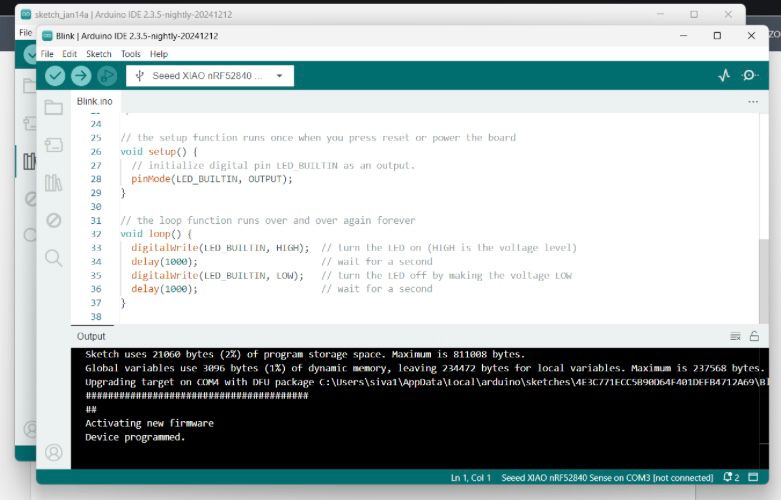 sketch_jan14a | Arduino IDE 2.3.5-nightly-20241212
File
Blink | Arduino IDE 2.3.5-nightly-20241212
File Edit Sketch Tools Help
Seeed XIAO nRF52840 ...
Blink.ino
24
25 // the setup function runs once when you press reset or power the board
26 void setup() {
27 // initialize digital pin LED_BUILTIN as an output.
28 pinMode(LED_BUILTIN, OUTPUT);
29 }
30
31 // the loop function runs over and over again forever
32 void loop() {
33 digitalWrite(LED_BUILTIN, HIGH); // turn the LED on (HIGH is the voltage level)
34 delay(1000); // wait for a second
35 digitalWrite(LED_BUILTIN, LOW); // turn the LED off by making the voltage LOW
36 delay(1000); // wait for a second
37 }
38
Output
Sketch uses 21060 bytes (2%) of program storage space. Maximum is 811008 bytes.
Global variables use 3096 bytes (1%) of dynamic memory, leaving 234472 bytes for local variables. Maximum is 237568 bytes.
Upgrading target on COM4 with DFU package C:\Users\siva1\AppData\Local\arduino\sketches\4E3C771ECC5B90D64F401DEFB4712A69\Bl
########################################
##
Activating new firmware
Device programmed.
Ln 1, Col 1 Seeed XIAO nRF52840 Sense on COM3 [not connected] 2